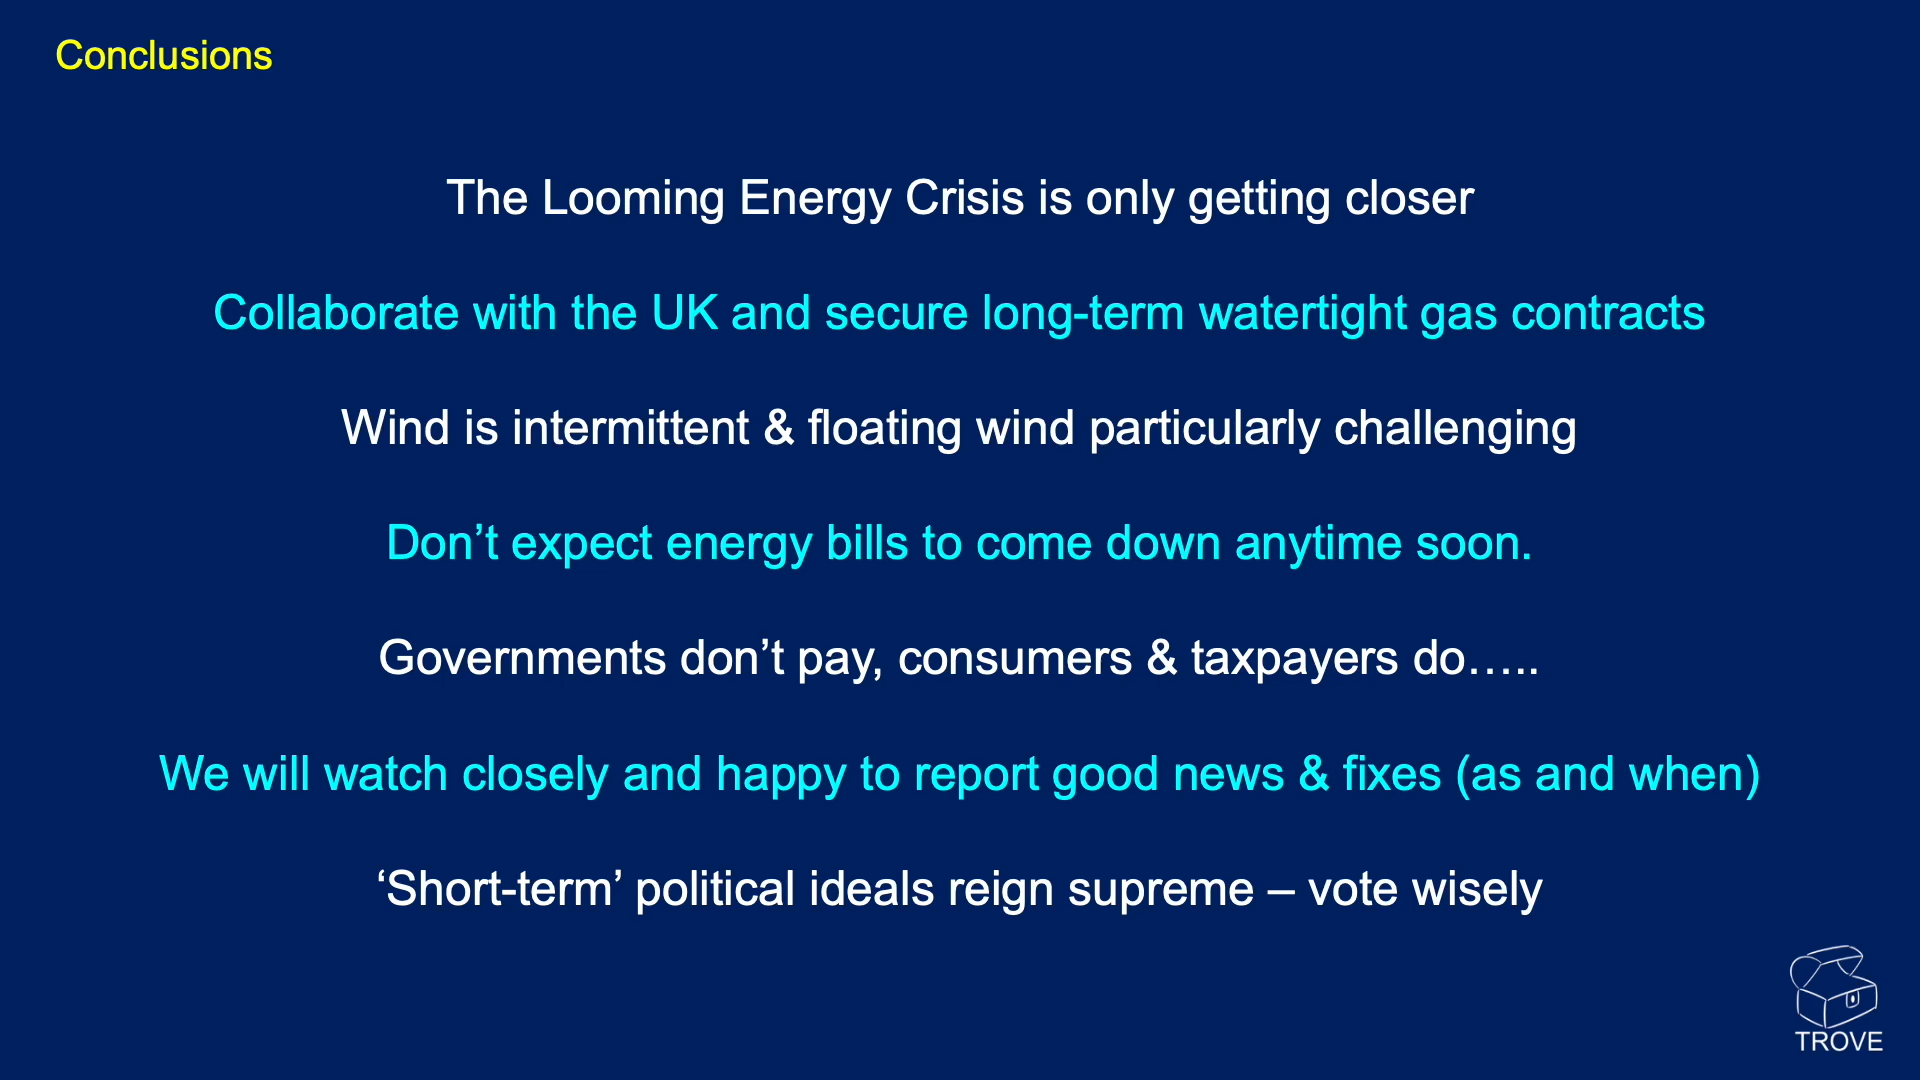 Conclusions
The Looming Energy Crisis is only getting closer
Collaborate with the UK and secure long-term watertight gas contracts
Wind is intermittent & floating wind particularly challenging
Don’t expect energy bills to come down anytime soon.
Governments don’t pay, consumers & taxpayers do…..
We will watch closely and happy to report good news & fixes (as and when)
‘Short-term’ political ideals reign supreme – vote wisely
TROVE